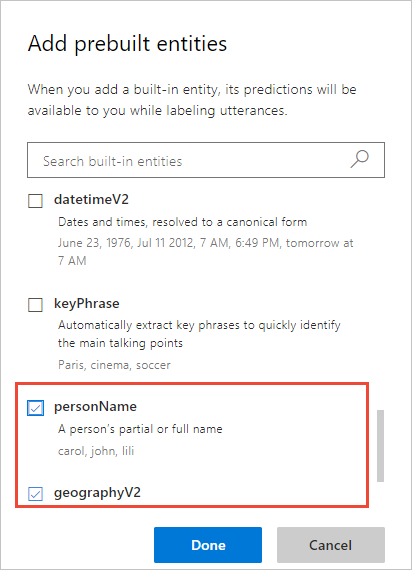 Add prebuilt entities
When you add a built-in entity, its predictions will be
available to you while labeling utterances.
Search built-in entities
datetimeV2
Dates and times, resolved to a canonical form
June 23, 1976, Jul 11 2012, 7 AM, 6:49 PM, tomorrow at
7 AM
keyPhrase
Automatically extract key phrases to quickly identify
the main talking points
Paris, cinema, soccer
personName
A person's partial or full name
carol, john, lili
geographyV2
Done
Cancel